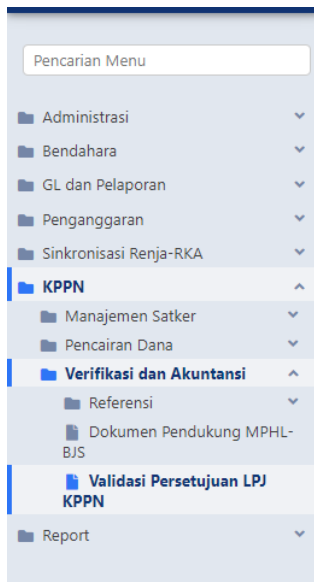 Pencarian Menu
Administrasi
Bendahara
GL dan Pelaporan
Penganggaran
Sinkronisasi Renja-RKA
KPPN
Manajemen Satker
Pencairan Dana
Verifikasi dan Akuntansi
Referensi
Dokumen Pendukung MPHL-
BJS
Validasi Persetujuan LPJ
KPPN
Report